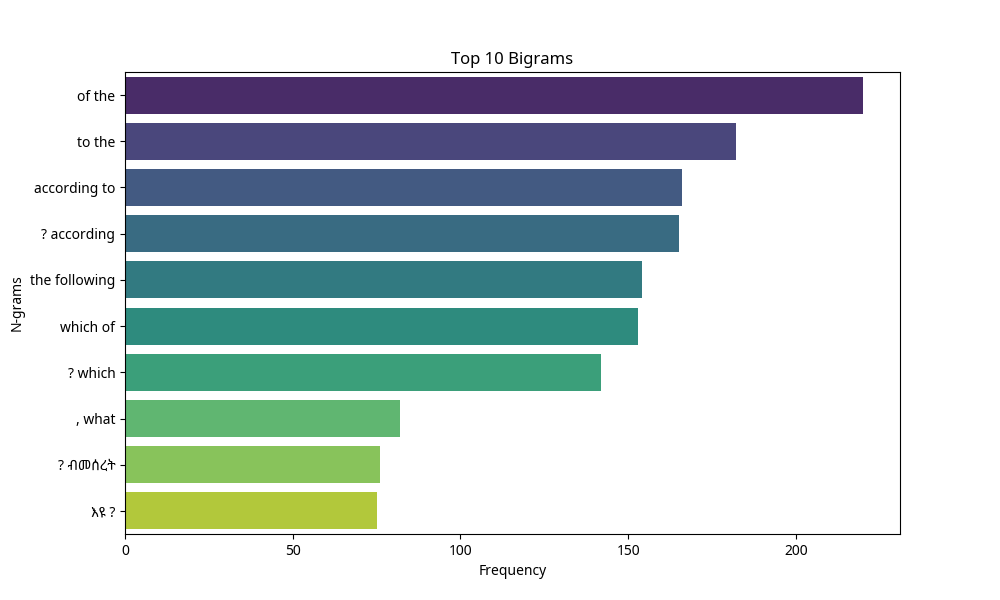 Top 10 Bigrams
of the
to the
according to
? according
the following
which of
? which
, what
? ብመሰረት
እዩ ?
N-grams
0 50 100 150 200
Frequency